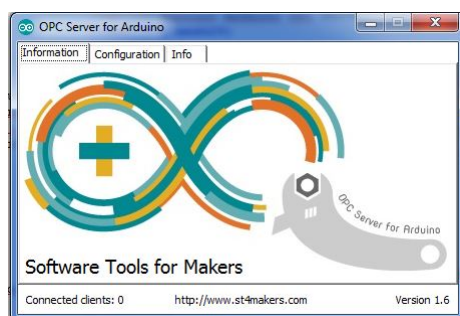 OPC Server for Arduino
Information Configuration Info
OPC Server for Arduino
Software Tools for Makers
Connected clients: 0 http://www.st4makers.com Version 1.6